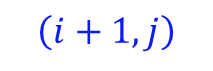 (i + 1, j)